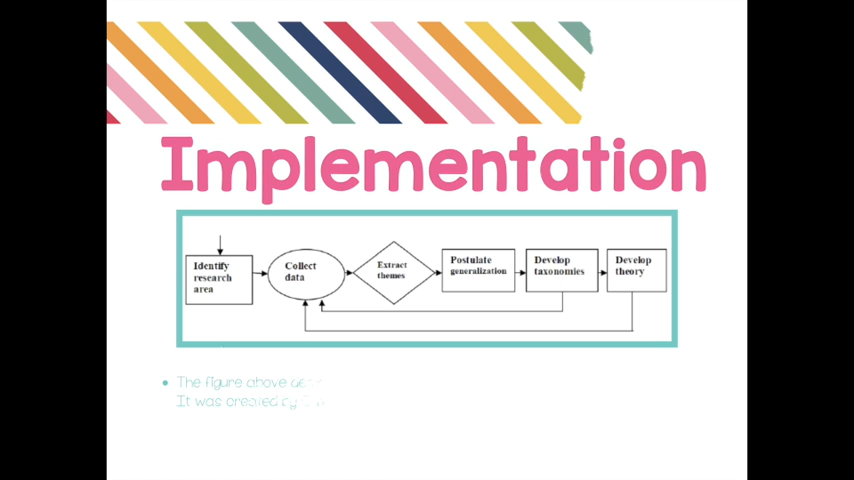 Implementation
Identify
research
area
Collect
data
Extract
themes
Postulate
generalization
Develop
taxonomies
Develop
theory
• The figure above
It was created by